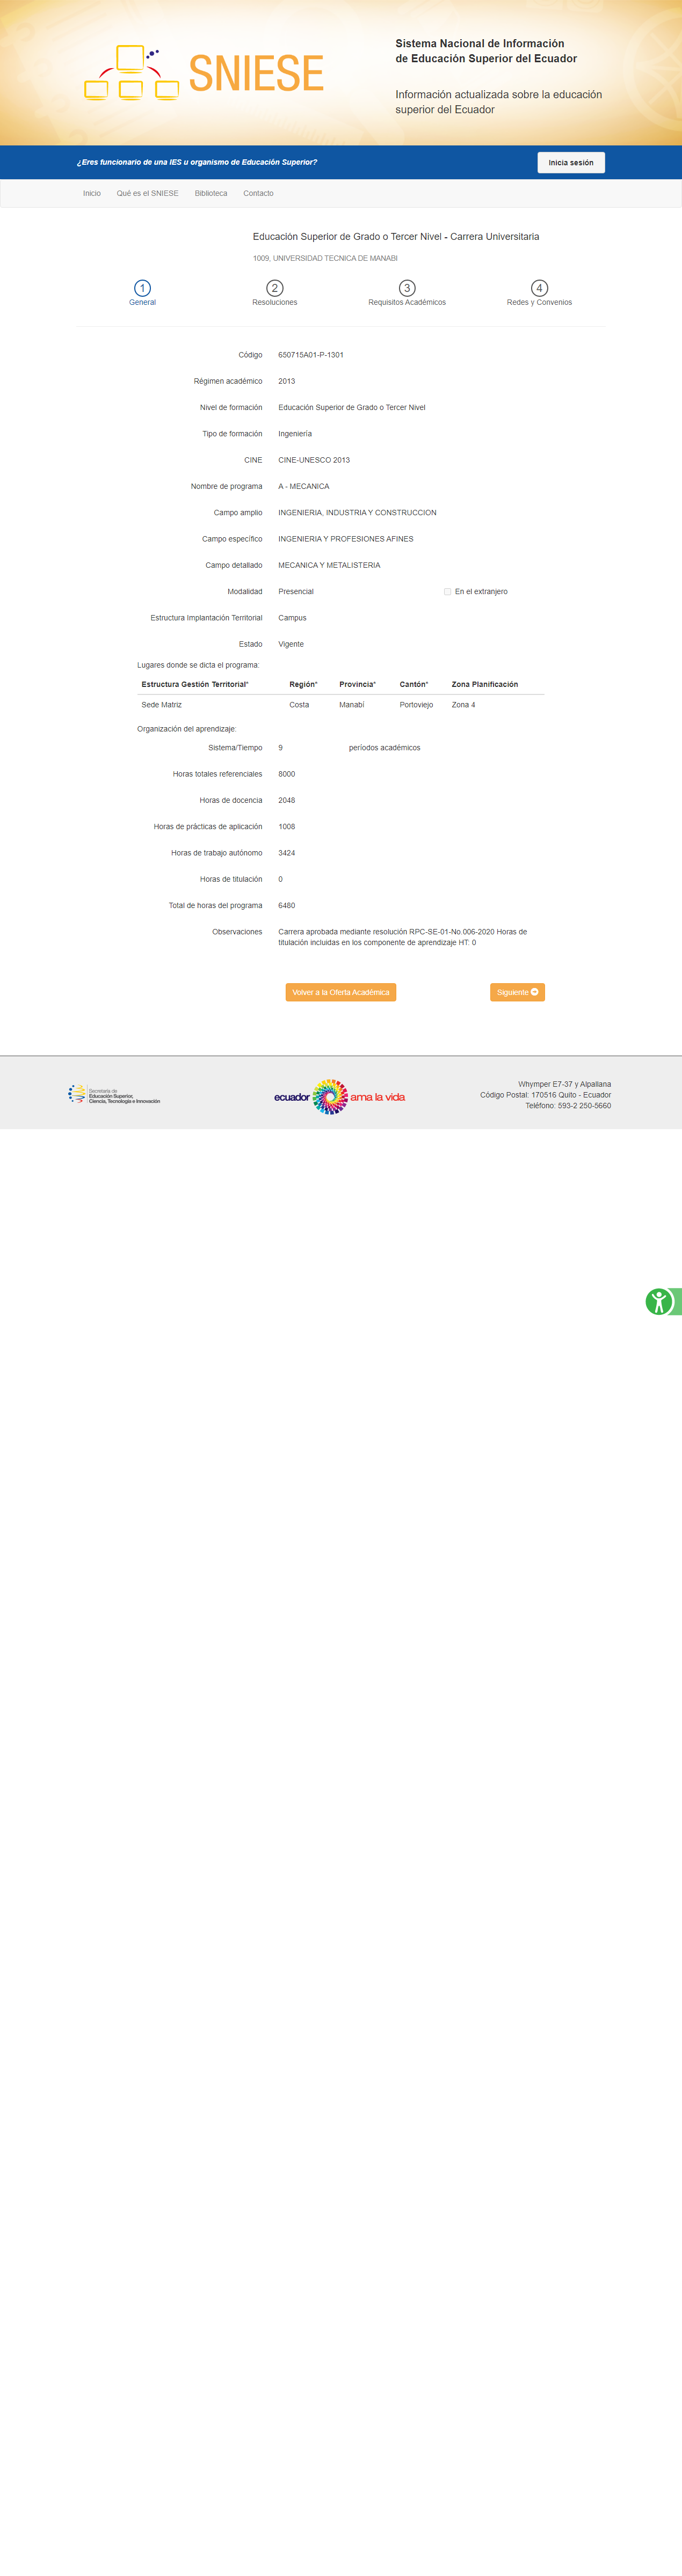 SNIESE
Sistema Nacional de Información
de Educación Superior del Ecuador
Información actualizada sobre la educación
superior del Ecuador
¿Eres funcionario de una IES u organismo de Educación Superior?
Inicia sesión
Inicio Qué es el SNIESE Biblioteca Contacto
Educación Superior de Grado o Tercer Nivel - Carrera Universitaria
1009, UNIVERSIDAD TECNICA DE MANABI
1 2 3 4
General Resoluciones Requisitos Académicos Redes y Convenios
Código 650715A01-P-1301
Régimen académico 2013
Nivel de formación Educación Superior de Grado o Tercer Nivel
Tipo de formación Ingeniería
CINE CINE-UNESCO 2013
Nombre de programa A - MECANICA
Campo amplio INGENIERIA, INDUSTRIA Y CONSTRUCCION
Campo específico INGENIERIA Y PROFESIONES AFINES
Campo detallado MECANICA Y METALISTERIA
Modalidad Presencial En el extranjero
Estructura Implantación Territorial Campus
Estado Vigente
Lugares donde se dicta el programa:
Estructura Gestión Territorial* Región* Provincia* Cantón* Zona Planificación
Sede Matriz Costa Manabí Portoviejo Zona 4
Organización del aprendizaje:
Sistema/Tiempo 9 períodos académicos
Horas totales referenciales 8000
Horas de docencia 2048
Horas de prácticas de aplicación 1008
Horas de trabajo autónomo 3424
Horas de titulación 0
Total de horas del programa 6480
Observaciones Carrera aprobada mediante resolución RPC-SE-01-No.006-2020 Horas de
titulación incluidas en los componente de aprendizaje HT: 0
Volver a la Oferta Académica Siguiente
Secretaría de
Educación Superior,
Ciencia, Tecnología e Innovación
ecuador ama la vida
Whymper E7-37 y Alpallana
Código Postal: 170516 Quito - Ecuador
Teléfono: 593-2 250-5660